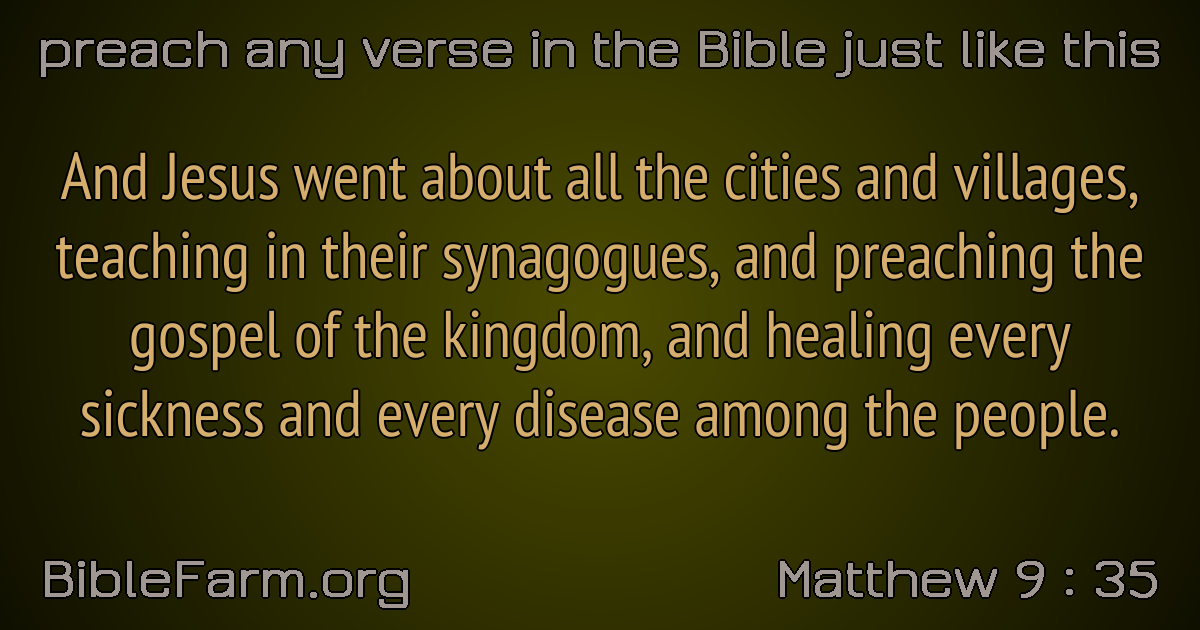 preach any verse in the Bible just like this
And Jesus went about all the cities and villages,
teaching in their synagogues, and preaching the
gospel of the kingdom, and healing every
sickness and every disease among the people.
BibleFarm.org
Matthew 9 : 35